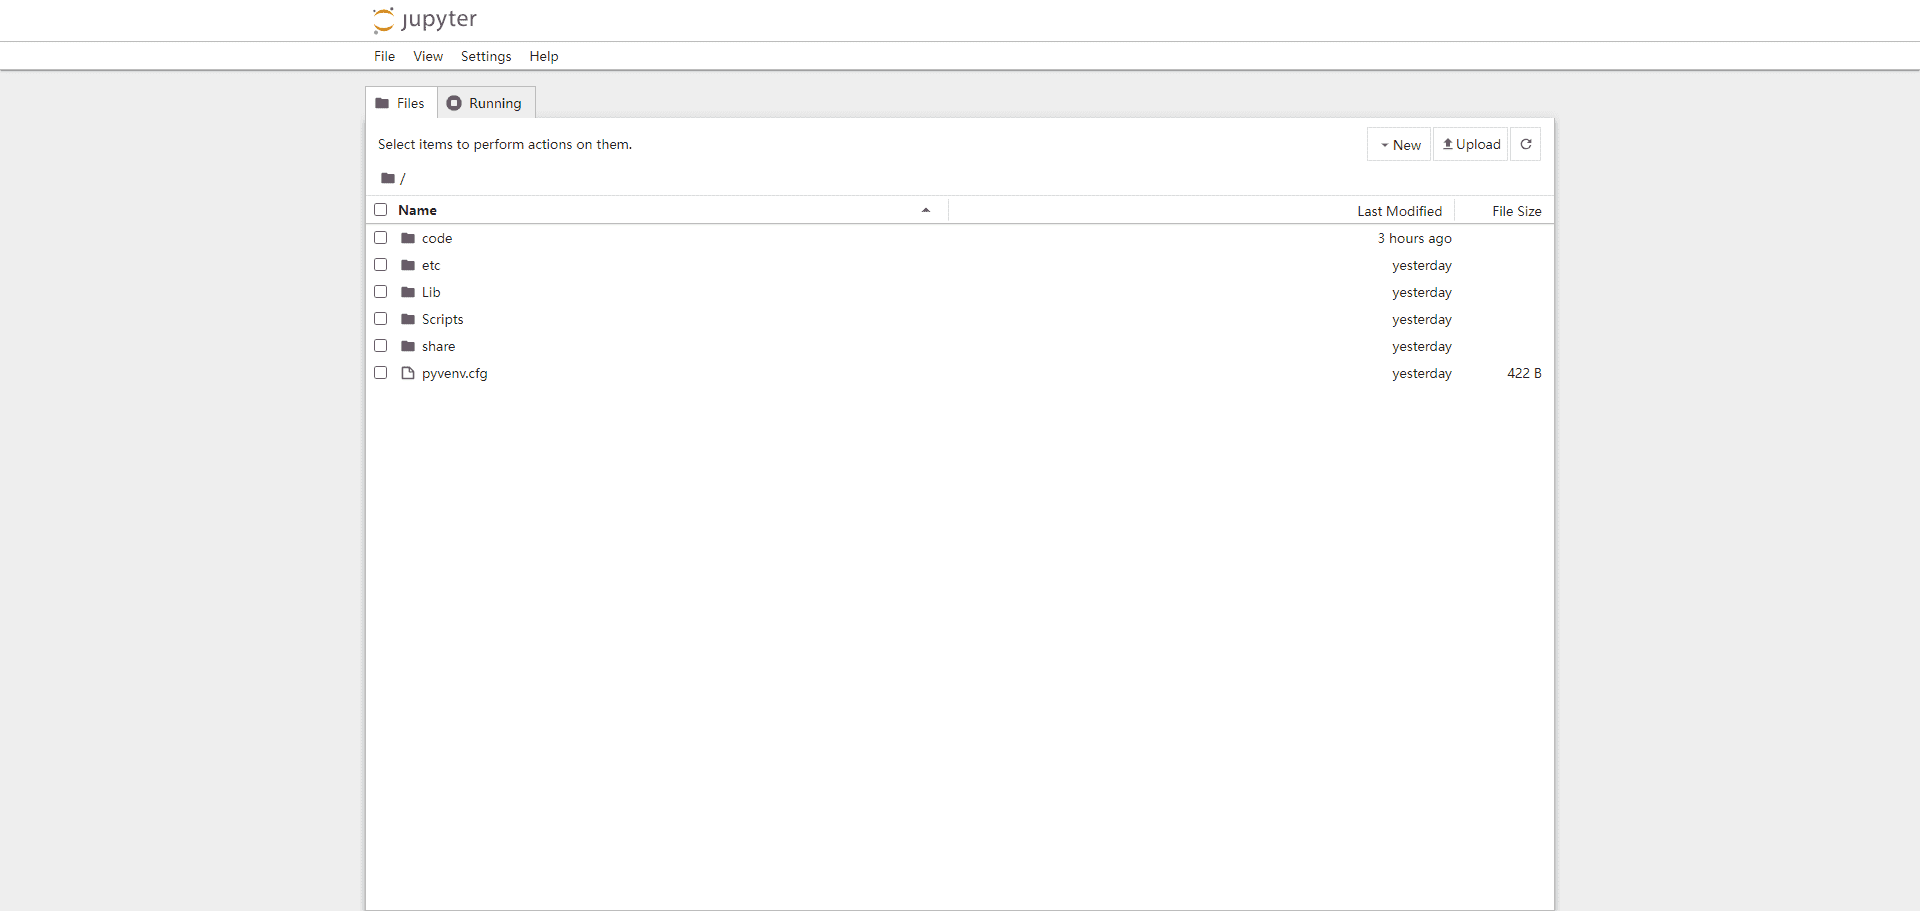 jupyter
File View Settings Help
Files Running
Select items to perform actions on them. New Upload
/
Name Last Modified File Size
code 3 hours ago
etc yesterday
Lib yesterday
Scripts yesterday
share yesterday
pyvenv.cfg yesterday 422 B